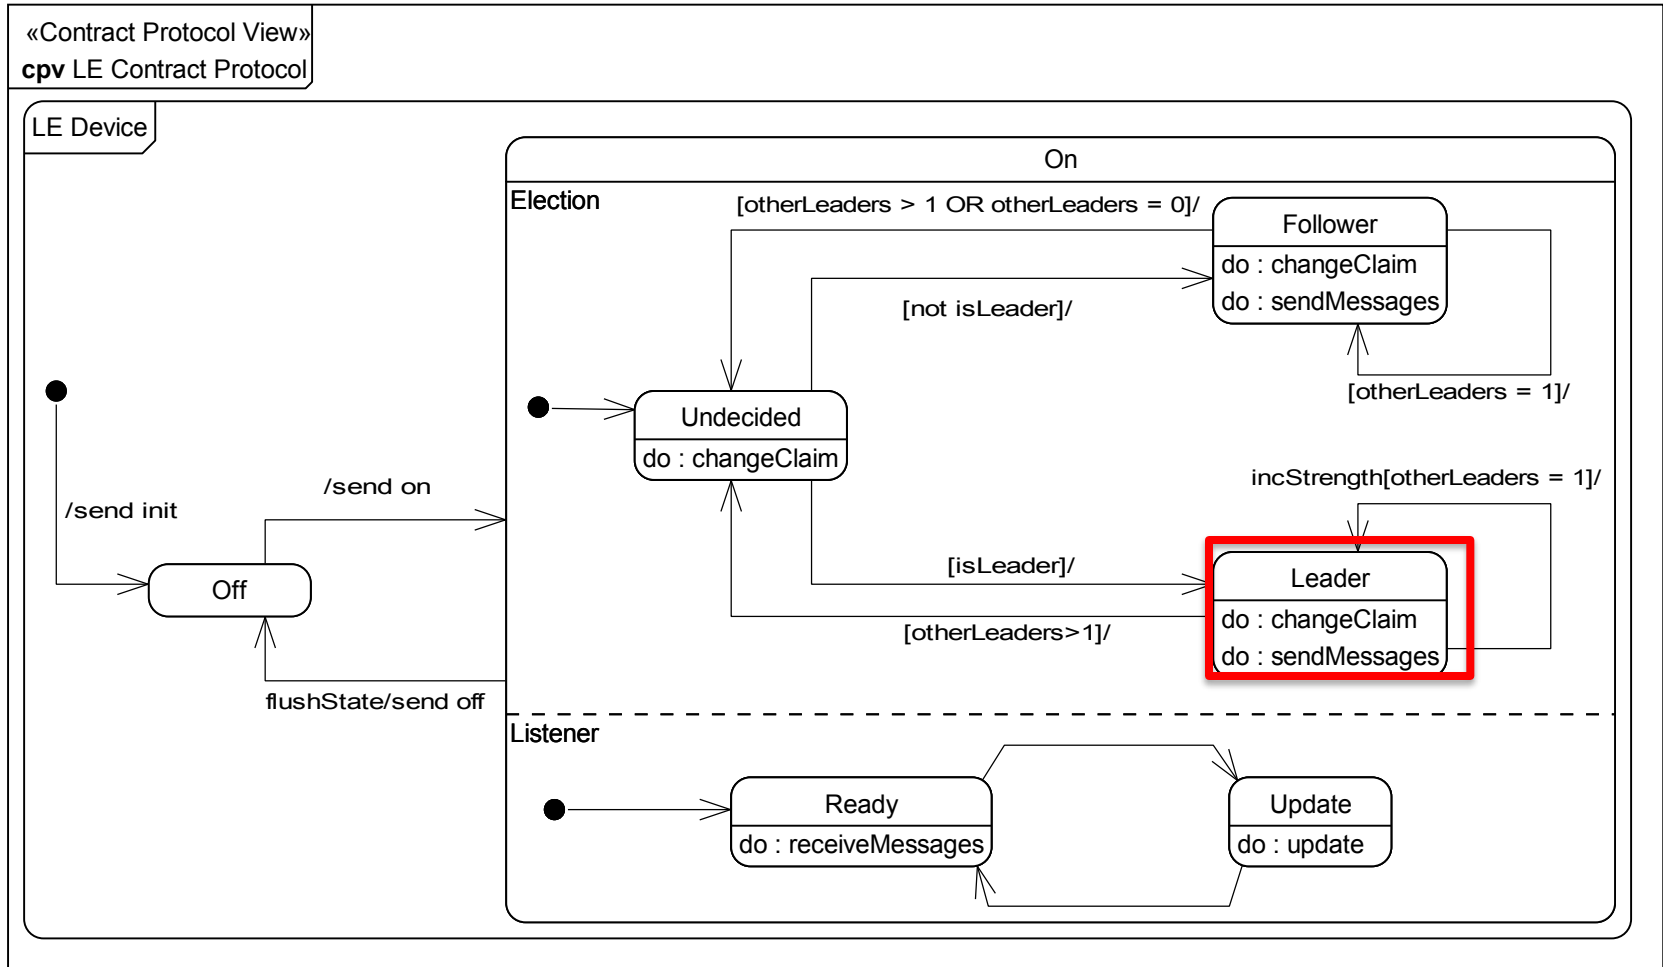 «Contract Protocol View»
cpv LE Contract Protocol
LE Device
On
Election
[otherLeaders > 1 OR otherLeaders = 0]/
Follower
do : changeClaim
do : sendMessages
[not isLeader]/
[otherLeaders = 1]/
Undecided
do : changeClaim
incStrength[otherLeaders = 1]/
/send on
/send init
[isLeader]/
Leader
do : changeClaim
do : sendMessages
Off
[otherLeaders>1]/
flushState/send off
Listener
Ready
do : receiveMessages
Update
do : update